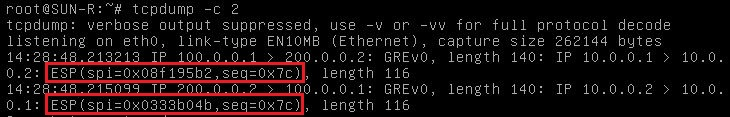 root@SUN-R:~# tcpdump -c 2
tcpdump: verbose output suppressed, use -v or -vv for full protocol decode
listening on eth0, link-type EN10MB (Ethernet), capture size 262144 bytes
14:28:48.213213 IP 100.0.0.1 > 200.0.0.2: GREv0, length 140: IP 10.0.0.1 > 10.0.
0.2: ESP(spi=0x08f195b2,seq=0x7c), length 116
14:28:48.215099 IP 200.0.0.2 > 100.0.0.1: GREv0, length 140: IP 10.0.0.2 > 10.0.
0.1: ESP(spi=0x0333b04b,seq=0x7c), length 116